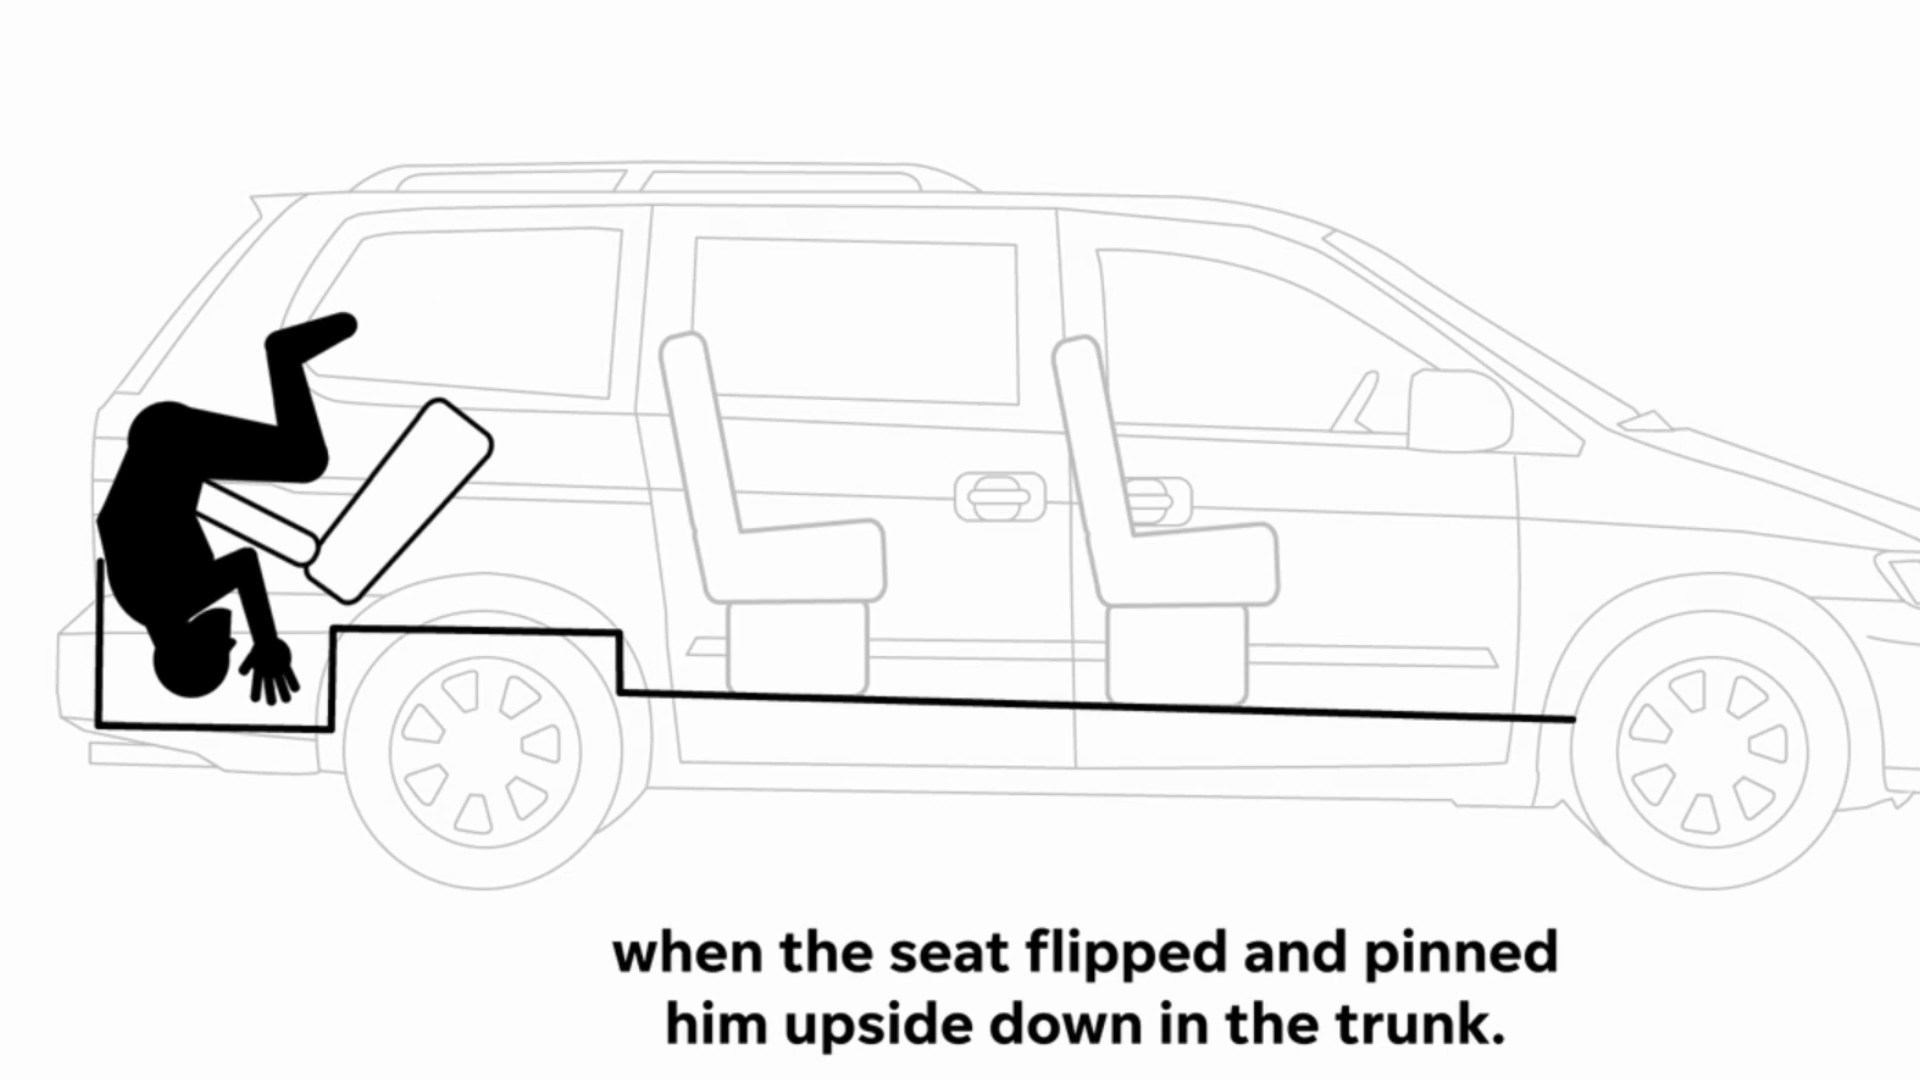 when the seat flipped and pinned
him upside down in the trunk.